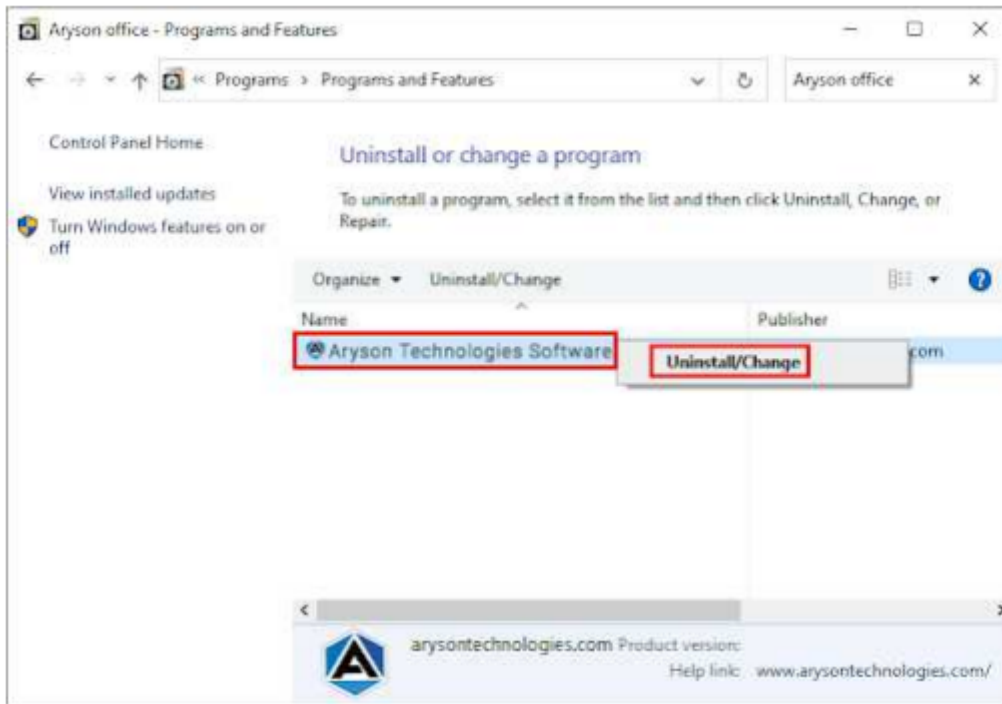 Aryson office - Programs and Features
« Programs > Programs and Features
Aryson office
Control Panel Home
View installed updates
Turn Windows features on or
off
Uninstall or change a program
To uninstall a program, select it from the list and then click Uninstall, Change, or
Repair.
Organize Uninstall/Change
Name Publisher
Aryson Technologies Software
Uninstall/Change
com
arysontechnologies.com Product version:
Help link: www.arysontechnologies.com/